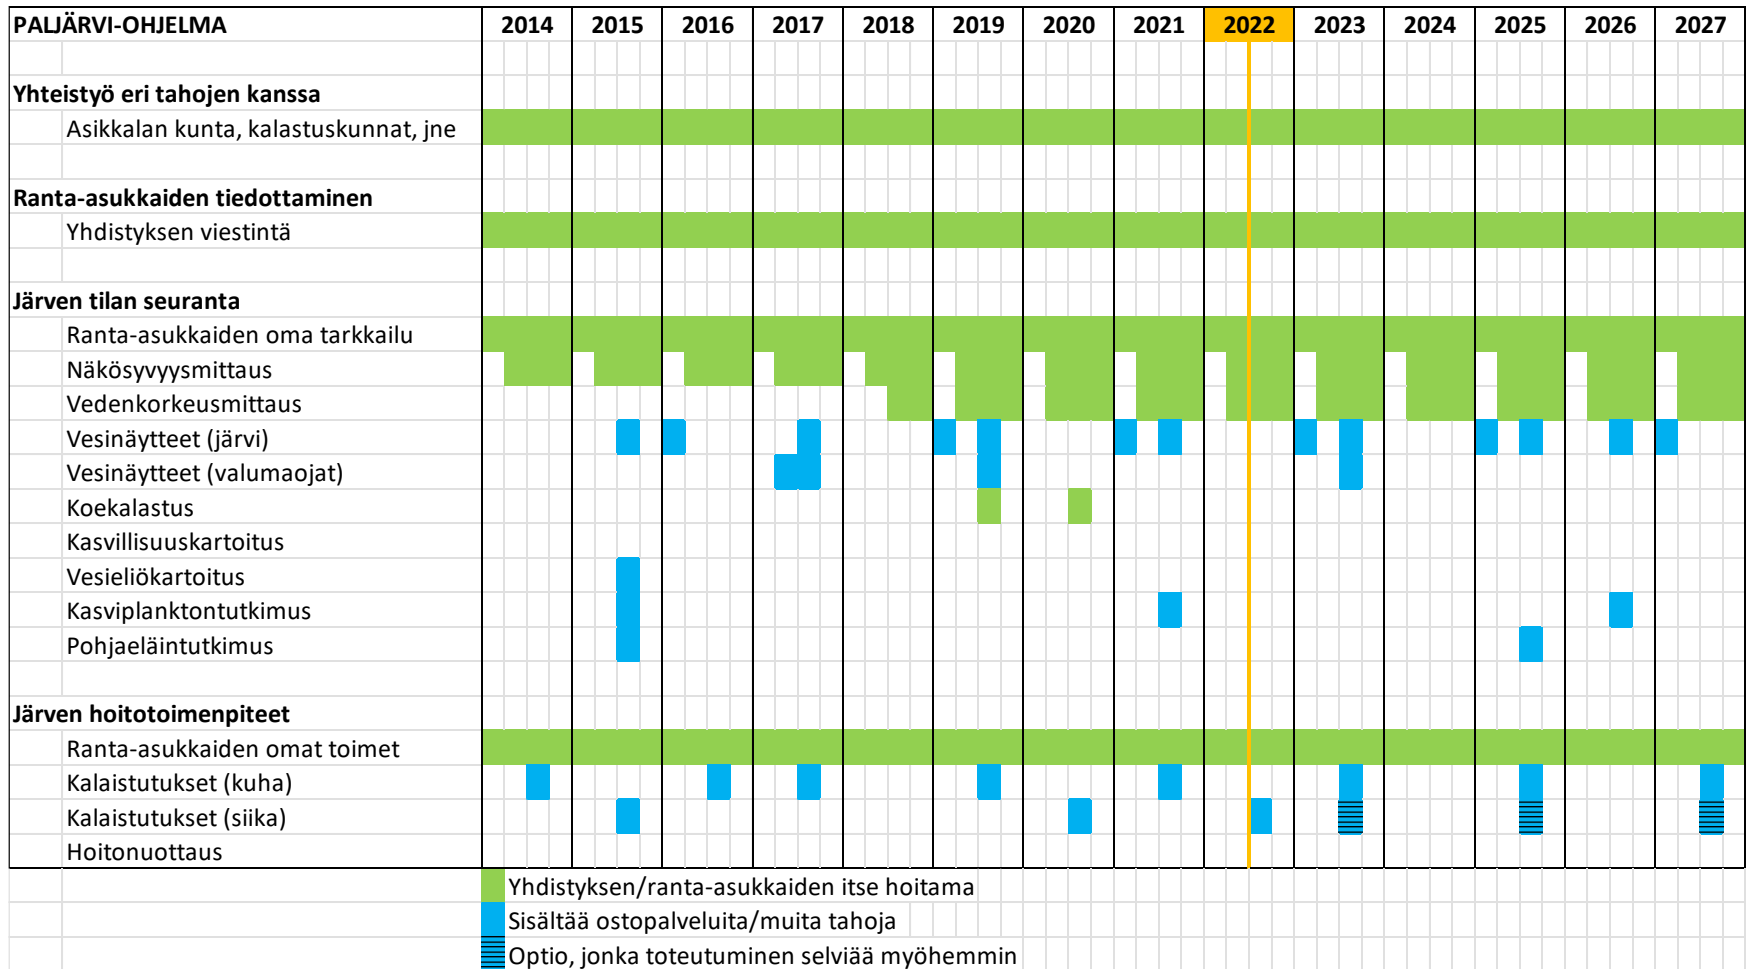 PALJÄRVI-OHJELMA 2014 2015 2016 2017 2018 2019 2020 2021 2022 2023 2024 2025 2026 2027
Yhteistyö eri tahojen kanssa
Asikkalan kunta, kalastuskunnat, jne
Ranta-asukkaiden tiedottaminen
Yhdistyksen viestintä
Järven tilan seuranta
Ranta-asukkaiden oma tarkkailu
Näkösyvyysmittaus
Vedenkorkeusmittaus
Vesinäytteet (järvi)
Vesinäytteet (valumaojat)
Koekalastus
Kasvillisuuskartoitus
Vesieliökartoitus
Kasviplanktontutkimus
Pohjaeläintutkimus
Järven hoitotoimenpiteet
Ranta-asukkaiden omat toimet
Kalaistutukset (kuha)
Kalaistutukset (siika)
Hoitonuottaus
Yhdistyksen/ranta-asukkaiden itse hoitama
Sisältää ostopalveluita/muita tahoja
Optio, jonka toteutuminen selviää myöhemmin